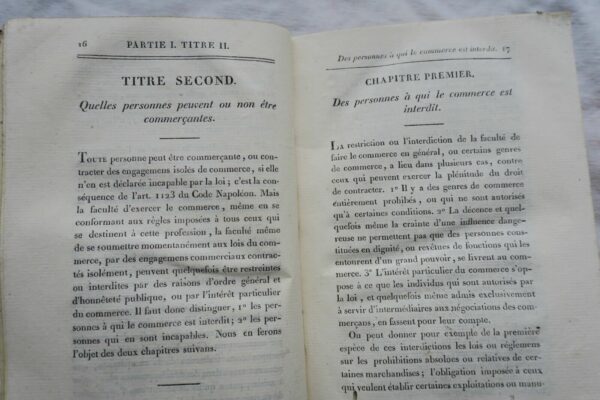 16 PARTIE I. TITRE II.
TITRE SECOND.
Quelles personnes peuvent ou non être
commerçantes.
TOUTE personne peut être commerçante, ou con-
tracter des engagemens isolés de commerce, si elle
n'en est déclarée incapable par la loi; c'est la con-
séquence de l'art. 1123 du Code Napoléon. Mais
la faculté d'exercer le commerce, même en se
conformant aux règles imposées à tous ceux qui
se destinent à cette profession, la faculté même
de se soumettre momentanément aux lois du com-
merce, par des engagemens commerciaux contrac-
tés isolément, peuvent quelquefois être restreintes
ou interdites par des raisons d'ordre général et
d'honnêteté publique, ou par l'intérêt particulier
du commerce. Il faut donc distinguer, 1° les per-
sonnes à qui le commerce est interdit; 2° les per-
sonnes qui en sont incapables. Nous en ferons
l'objet des deux chapitres suivans.
Des personnes à qui le commerce est interdit. 17
CHAPITRE PREMIER.
Des personnes à qui le commerce est
interdit.
LA restriction ou l'interdiction de la faculté de
faire le commerce en général, ou certains genres
de commerce, a lieu dans plusieurs cas, contre
ceux qui peuvent exercer la plénitude du droit
de contracter. 1° Il y a des genres de commerce
entièrement prohibés, ou qui ne sont autorisés
qu'à certaines conditions. 2° La décence et quel-
quefois même la crainte d'une influence dange-
reuse ne permettent pas que des personnes cons-
tituées en dignité, ou revêtues de fonctions qui les
entourent d'un grand pouvoir, se livrent au com-
merce. 3° L'intérêt particulier du commerce s'op-
pose à ce que les individus qui sont autorisés par
la loi, et quelquefois même admis exclusivement
à servir d'intermédiaires aux négociations des com-
merçans, en fassent pour leur compte.
On peut donner pour exemple de la première
espèce de ces interdictions les lois ou règlemens
sur les prohibitions absolues ou relatives de cer-
taines marchandises; l'obligation imposée à ceux
qui veulent établir certaines exploitations ou manu-